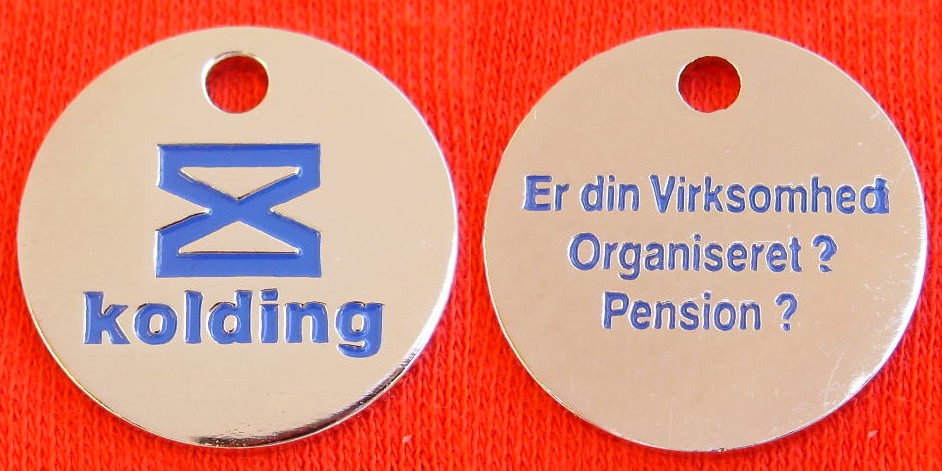 kolding
Er din Virksomhed
Organiseret ?
Pension ?